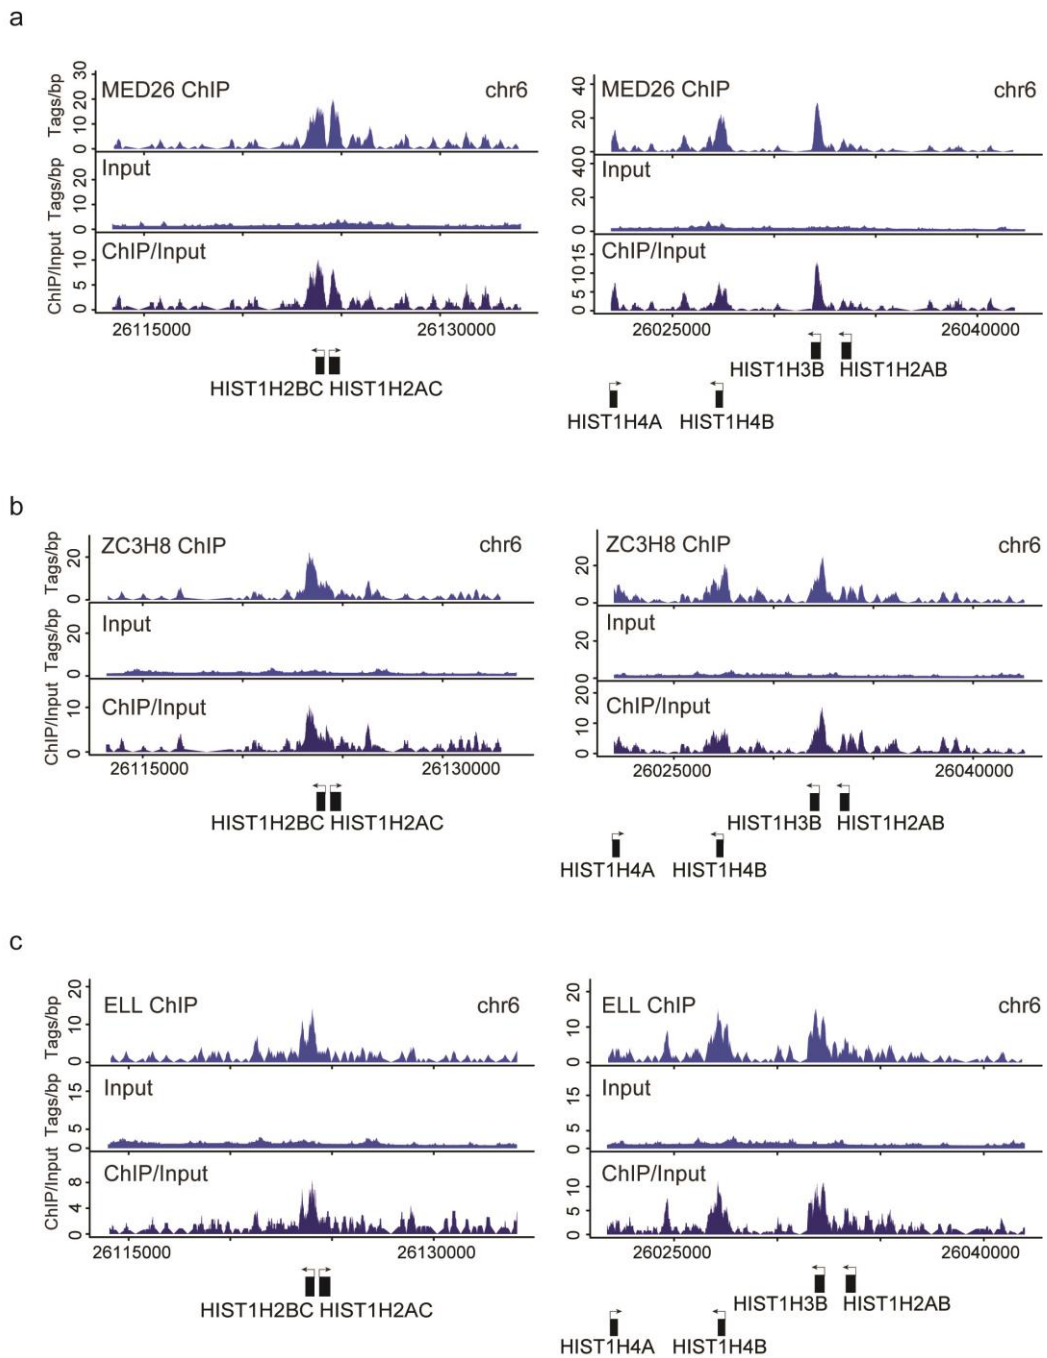 a
Tags/bp
0 10 20 30
MED26 ChIP chr6
Tags/bp
0 10 20
Input
ChIP/Input
0 5 10
ChIP/Input
26115000 26130000
HIST1H2BC HIST1H2AC
0 20 40
MED26 ChIP chr6
0 20 40
Input
0 5 10 15
ChIP/Input
26025000 26040000
HIST1H3B HIST1H2AB
HIST1H4A HIST1H4B
b
Tags/bp
0 20
ZC3H8 ChIP chr6
Tags/bp
0 20
Input
ChIP/Input
0 10
ChIP/Input
26115000 26130000
HIST1H2BC HIST1H2AC
0 20
ZC3H8 ChIP chr6
0 20
Input
0 10 20
ChIP/Input
26025000 26040000
HIST1H3B HIST1H2AB
HIST1H4A HIST1H4B
c
Tags/bp
0 10 20
ELL ChIP chr6
Tags/bp
0 5 15
Input
ChIP/Input
0 4 8
ChIP/Input
26115000 26130000
HIST1H2BC HIST1H2AC
0 10 20
ELL ChIP chr6
0 5 15
Input
0 5 10
ChIP/Input
26025000 26040000
HIST1H3B HIST1H2AB
HIST1H4A HIST1H4B